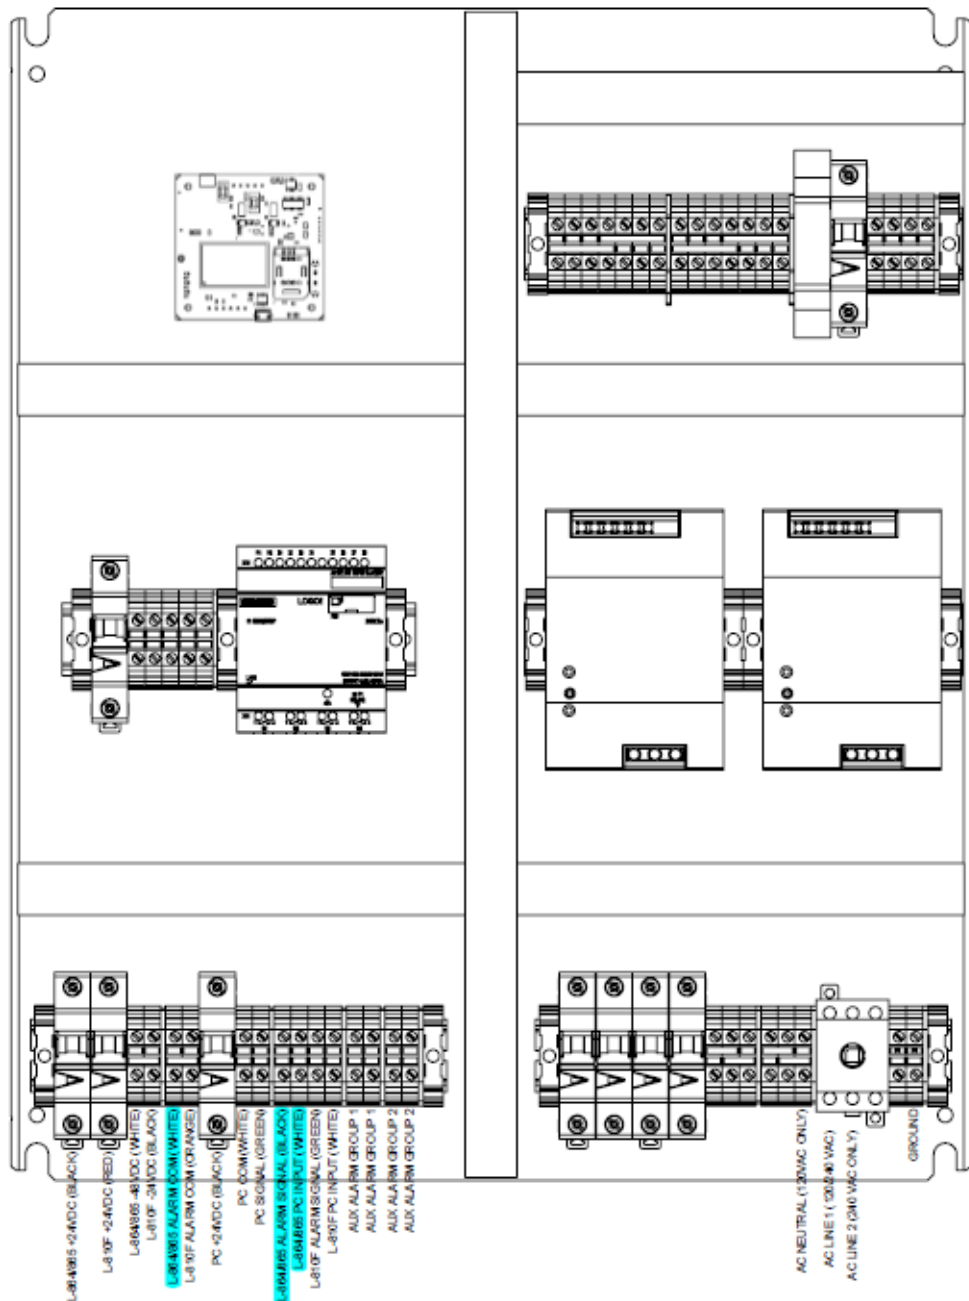 LOGO!
L-864/865 +24VDC (BLACK)
L-810F +24VDC (RED)
L-864/865 -48VDC (WHITE)
L-810F -24VDC (BLACK)
L-864/865 ALARM COM (WHITE)
L-810F ALARM COM (ORANGE)
PC +24VDC (BLACK)
PC COM (WHITE)
PC SIGNAL (GREEN)
L-864/865 ALARM SIGNAL (BLACK)
L-864/865 PC INPUT (WHITE)
L-810F ALARM SIGNAL (GREEN)
L-810F PC INPUT (WHITE)
AUX ALARM GROUP 1
AUX ALARM GROUP 1
AUX ALARM GROUP 2
AUX ALARM GROUP 2
AC NEUTRAL (120VAC ONLY)
AC LINE 1 (120/240 VAC)
AC LINE 2 (240 VAC ONLY)
GROUND